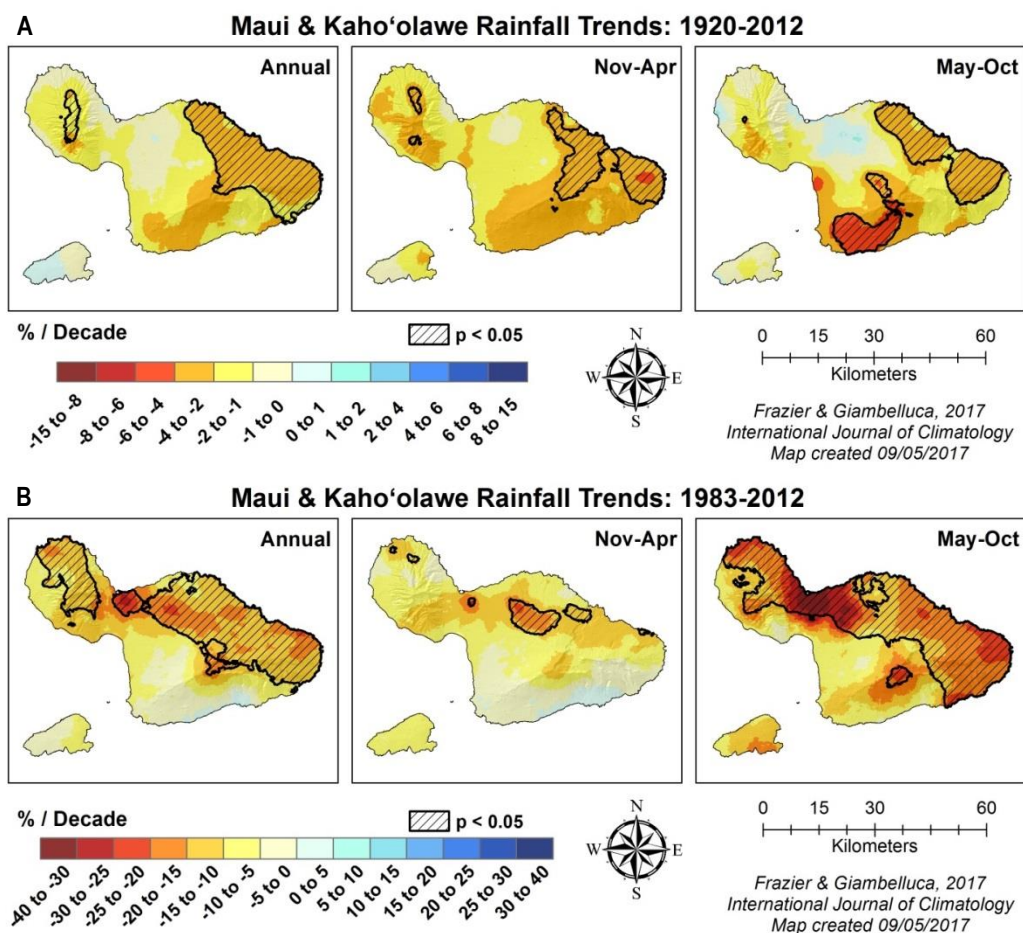 A
Maui & Kaho‘olawe Rainfall Trends: 1920-2012
Annual
Nov-Apr
May-Oct
% / Decade
p < 0.05
-15 to -8
-8 to -6
-6 to -4
-4 to -2
-2 to -1
-1 to 0
0 to 1
1 to 2
2 to 4
4 to 6
6 to 8
8 to 15
N
W
E
S
0 15 30 60
Kilometers
Frazier & Giambelluca, 2017
International Journal of Climatology
Map created 09/05/2017
B
Maui & Kaho‘olawe Rainfall Trends: 1983-2012
Annual
Nov-Apr
May-Oct
% / Decade
p < 0.05
-40 to -30
-30 to -25
-25 to -20
-20 to -15
-15 to -10
-10 to -5
-5 to 0
0 to 5
5 to 10
10 to 15
15 to 20
20 to 25
25 to 30
30 to 40
N
W
E
S
0 15 30 60
Kilometers
Frazier & Giambelluca, 2017
International Journal of Climatology
Map created 09/05/2017